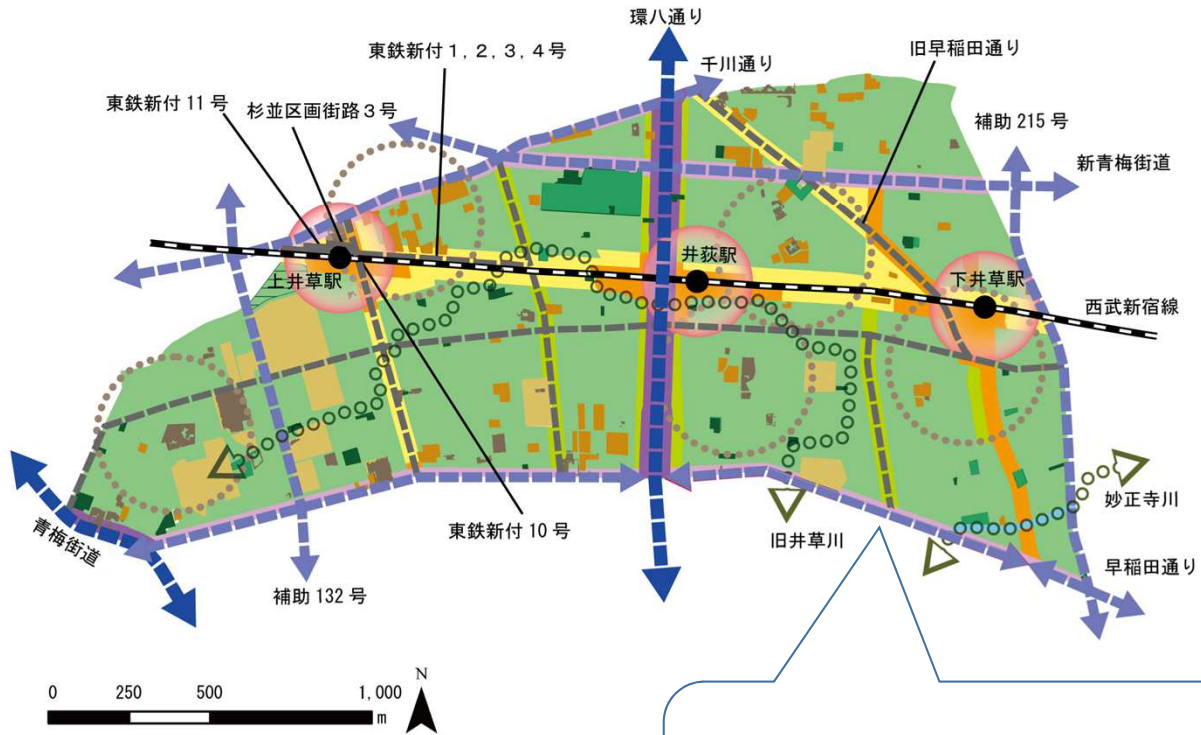 環八通り
東鉄新付１，２，３，４号
旧早稲田通り
千川通り
東鉄新付 11 号
杉並区画街路３号
補助 215 号
新青梅街道
井荻駅
上井草駅
下井草駅
西武新宿線
妙正寺川
東鉄新付 10 号
旧井草川
青梅街道
早稲田通り
補助 132 号
N
0 250 500 1,000
m